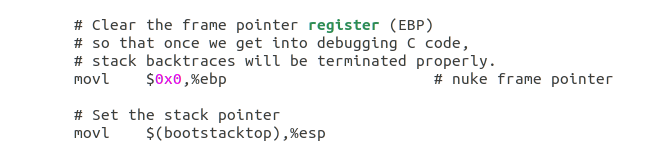 # Clear the frame pointer register (EBP)
# so that once we get into debugging C code,
# stack backtraces will be terminated properly.
movl    $0x0,%ebp                       # nuke frame pointer
# Set the stack pointer
movl    $(bootstacktop),%esp